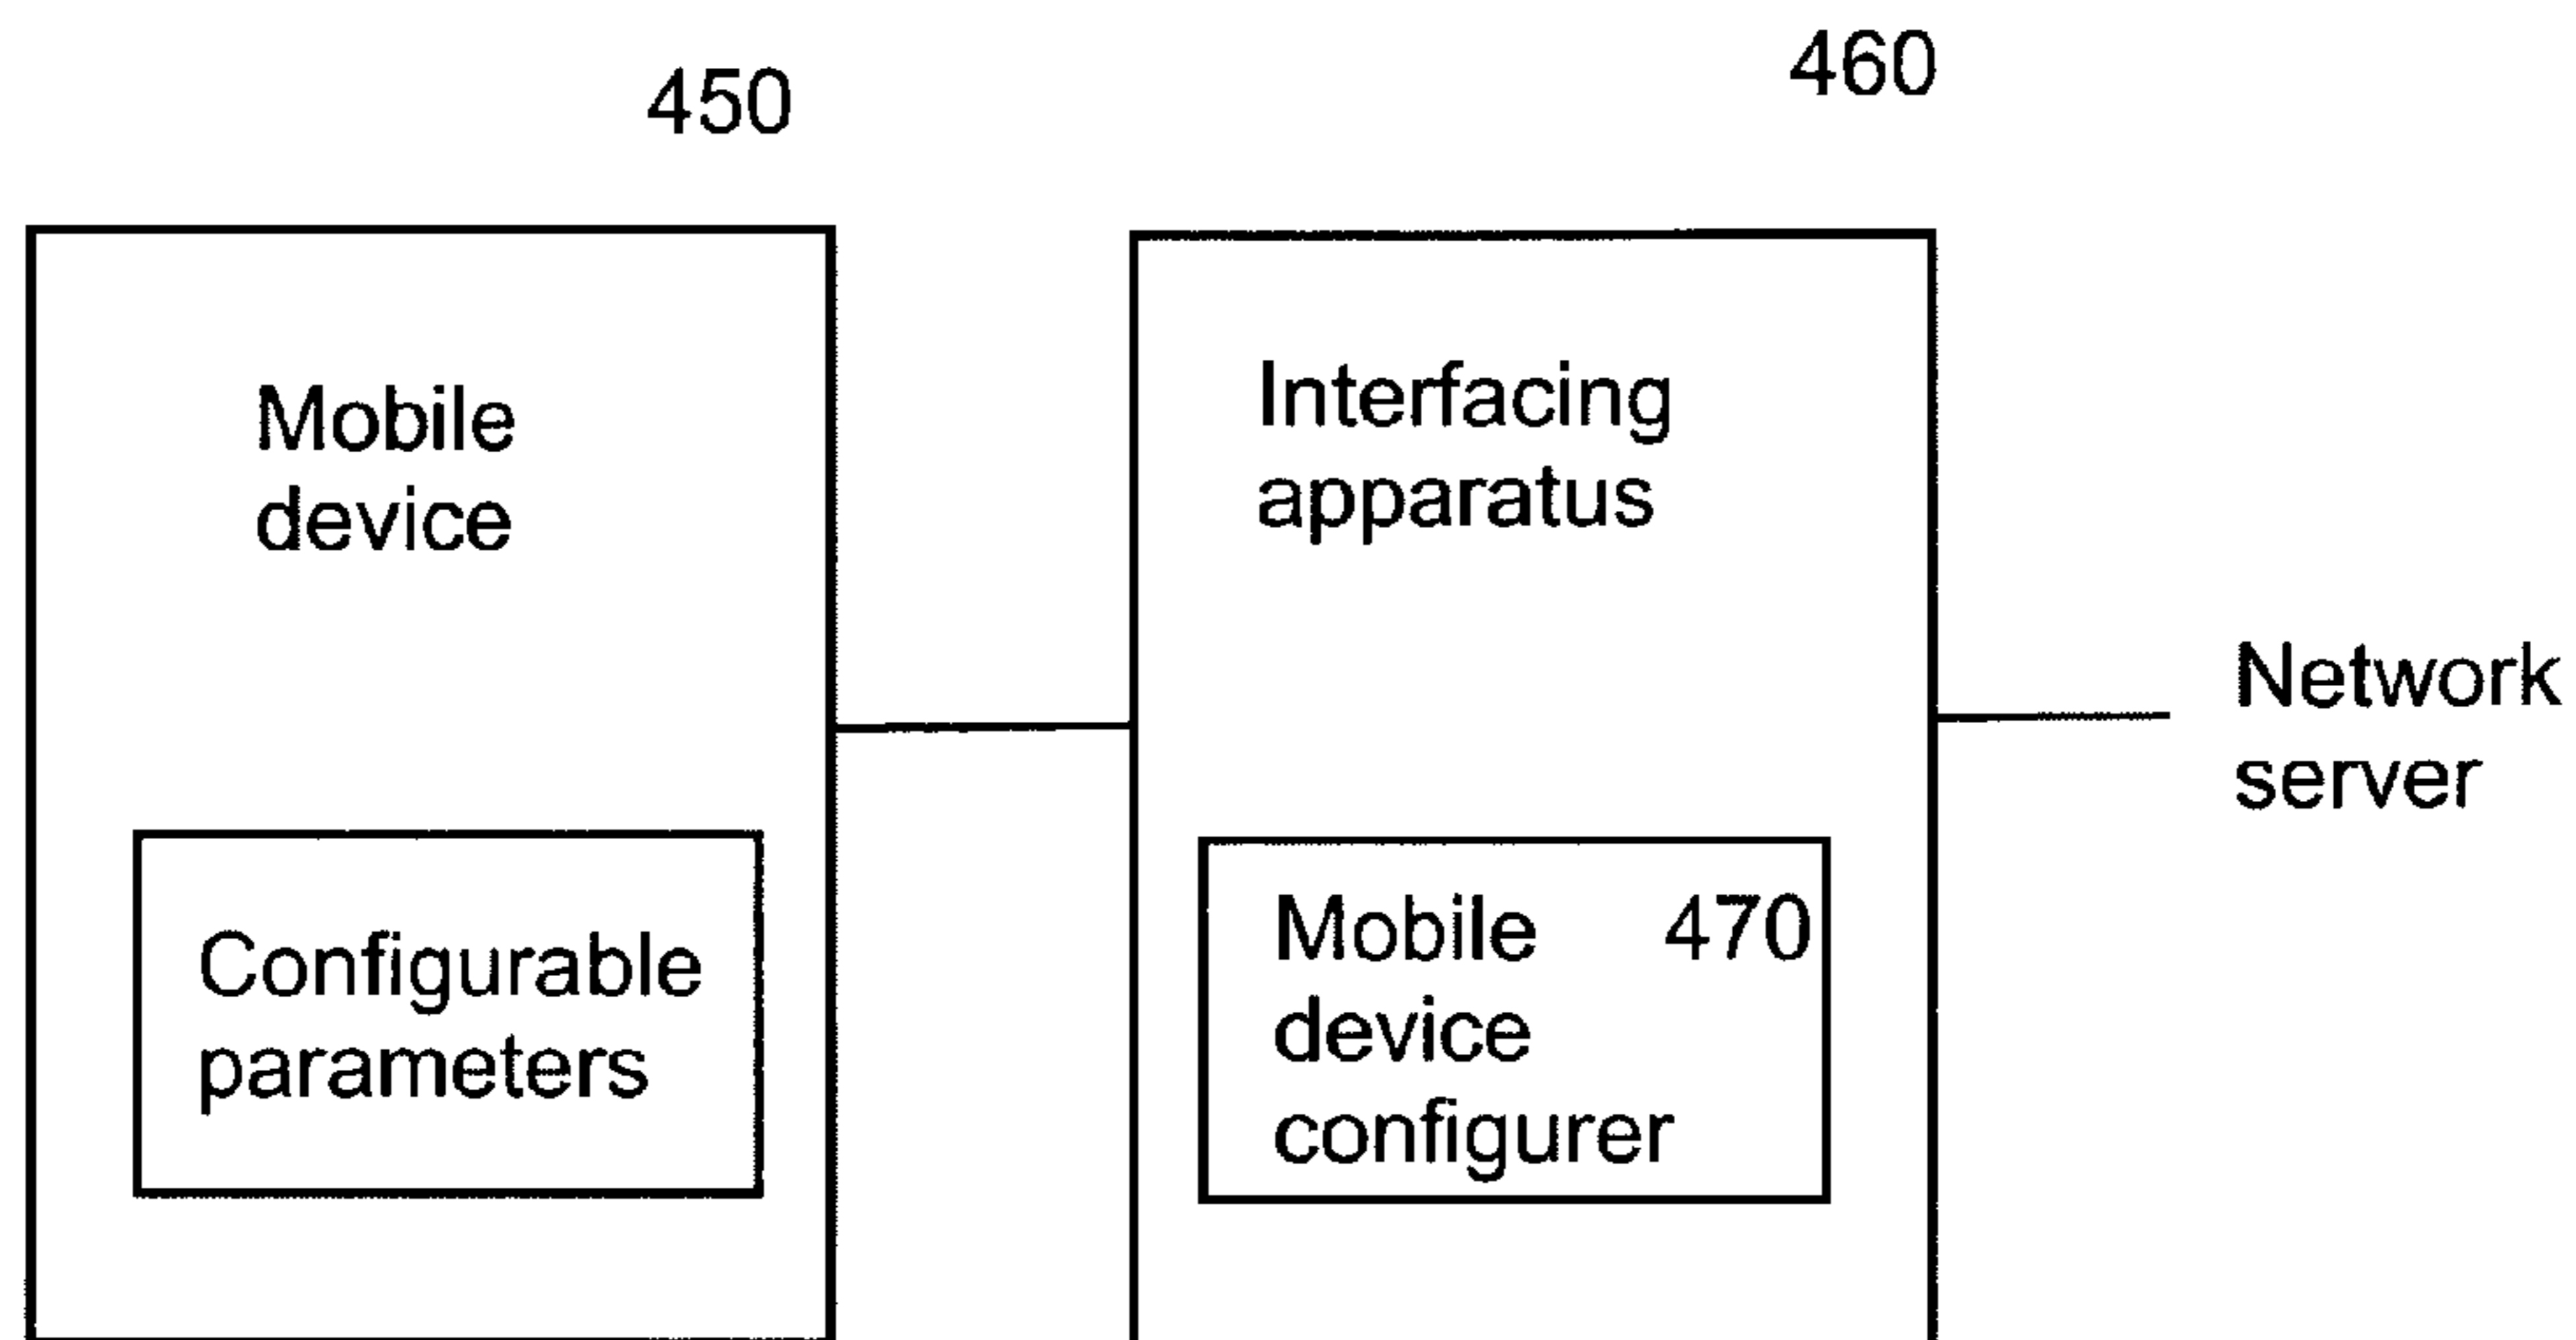 450
460
Mobile
device
Interfacing
apparatus
Network
server
Configurable
parameters
Mobile 470
device
configurer